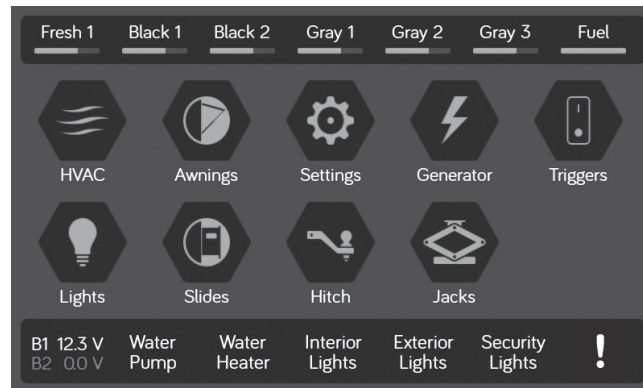 Fresh 1 Black 1 Black 2 Gray 1 Gray 2 Gray 3 Fuel
HVAC Awnings Settings Generator Triggers
Lights Slides Hitch Jacks
B1 12.3 V Water Water Interior Exterior Security !
B2 0.0 V Pump Heater Lights Lights Lights